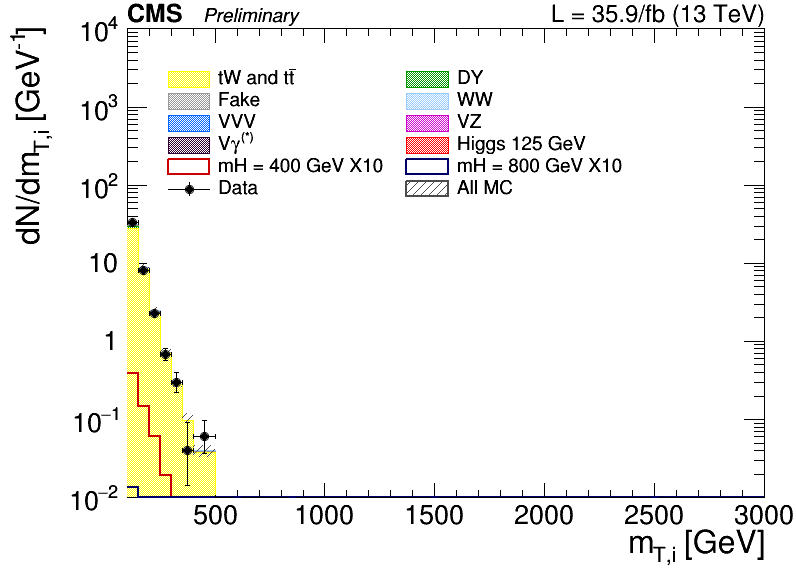 CMS Preliminary L = 35.9/fb (13 TeV)
dN/dm_{T,i} [GeV^{-1}]
10^4
10^3
10^2
10
1
10^{-1}
10^{-2}
tW and tt̄ DY
Fake WW
VVV VZ
Vγ^{(*)} Higgs 125 GeV
mH = 400 GeV X10 mH = 800 GeV X10
Data All MC
500 1000 1500 2000 2500 3000
m_{T,i} [GeV]